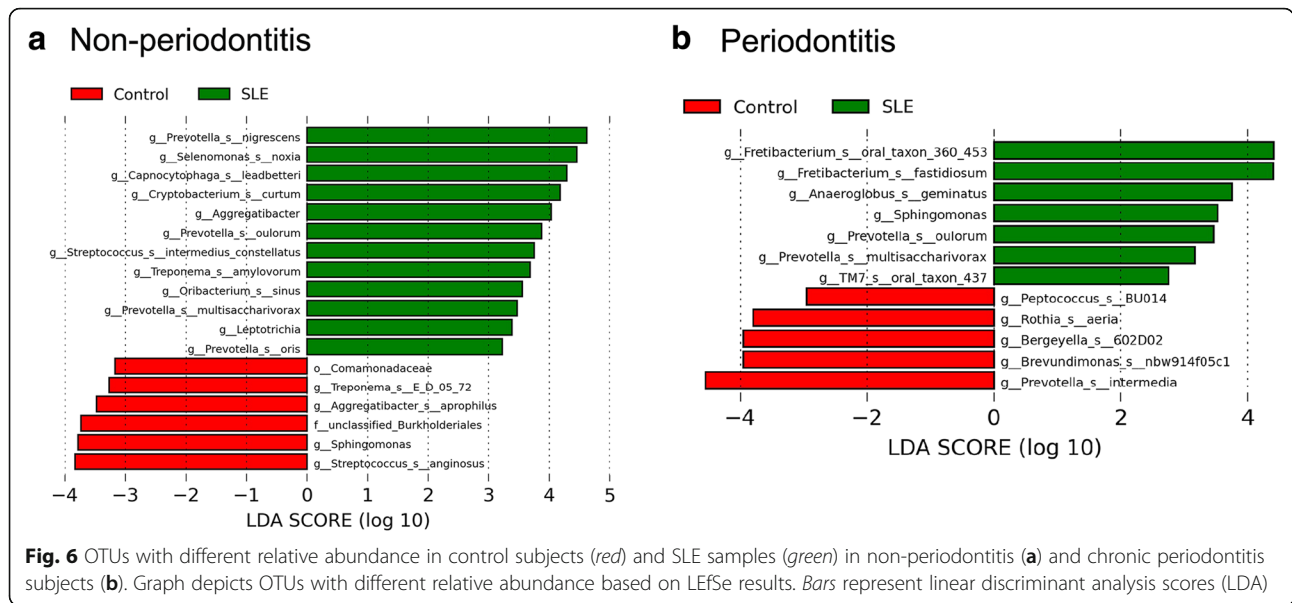 a Non-periodontitis
Control SLE
g__Prevotella_s__nigrescens
g__Selenomonas_s__noxia
g__Capnocytophaga_s__leadbetteri
g__Cryptobacterium_s__curtum
g__Aggregatibacter
g__Prevotella_s__oulorum
g__Streptococcus_s__intermedius_constellatus
g__Treponema_s__amylovorum
g__Oribacterium_s__sinus
g__Prevotella_s__multisaccharivorax
g__Leptotrichia
g__Prevotella_s__oris
o__Comamonadaceae
g__Treponema_s__E_D_05_72
g__Aggregatibacter_s__aprophilus
f__unclassified_Burkholderiales
g__Sphingomonas
g__Streptococcus_s__anginosus
−4 −3 −2 −1 0 1 2 3 4 5
LDA SCORE (log 10)
b Periodontitis
Control SLE
g__Fretibacterium_s__oral_taxon_360_453
g__Fretibacterium_s__fastidiosum
g__Anaeroglobus_s__geminatus
g__Sphingomonas
g__Prevotella_s__oulorum
g__Prevotella_s__multisaccharivorax
g__TM7_s__oral_taxon_437
g__Peptococcus_s__BU014
g__Rothia_s__aeria
g__Bergeyella_s__602D02
g__Brevundimonas_s__nbw914f05c1
g__Prevotella_s__intermedia
−4 −2 0 2 4
LDA SCORE (log 10)
Fig. 6 OTUs with different relative abundance in control subjects (red) and SLE samples (green) in non-periodontitis (a) and chronic periodontitis
subjects (b). Graph depicts OTUs with different relative abundance based on LEfSe results. Bars represent linear discriminant analysis scores (LDA)